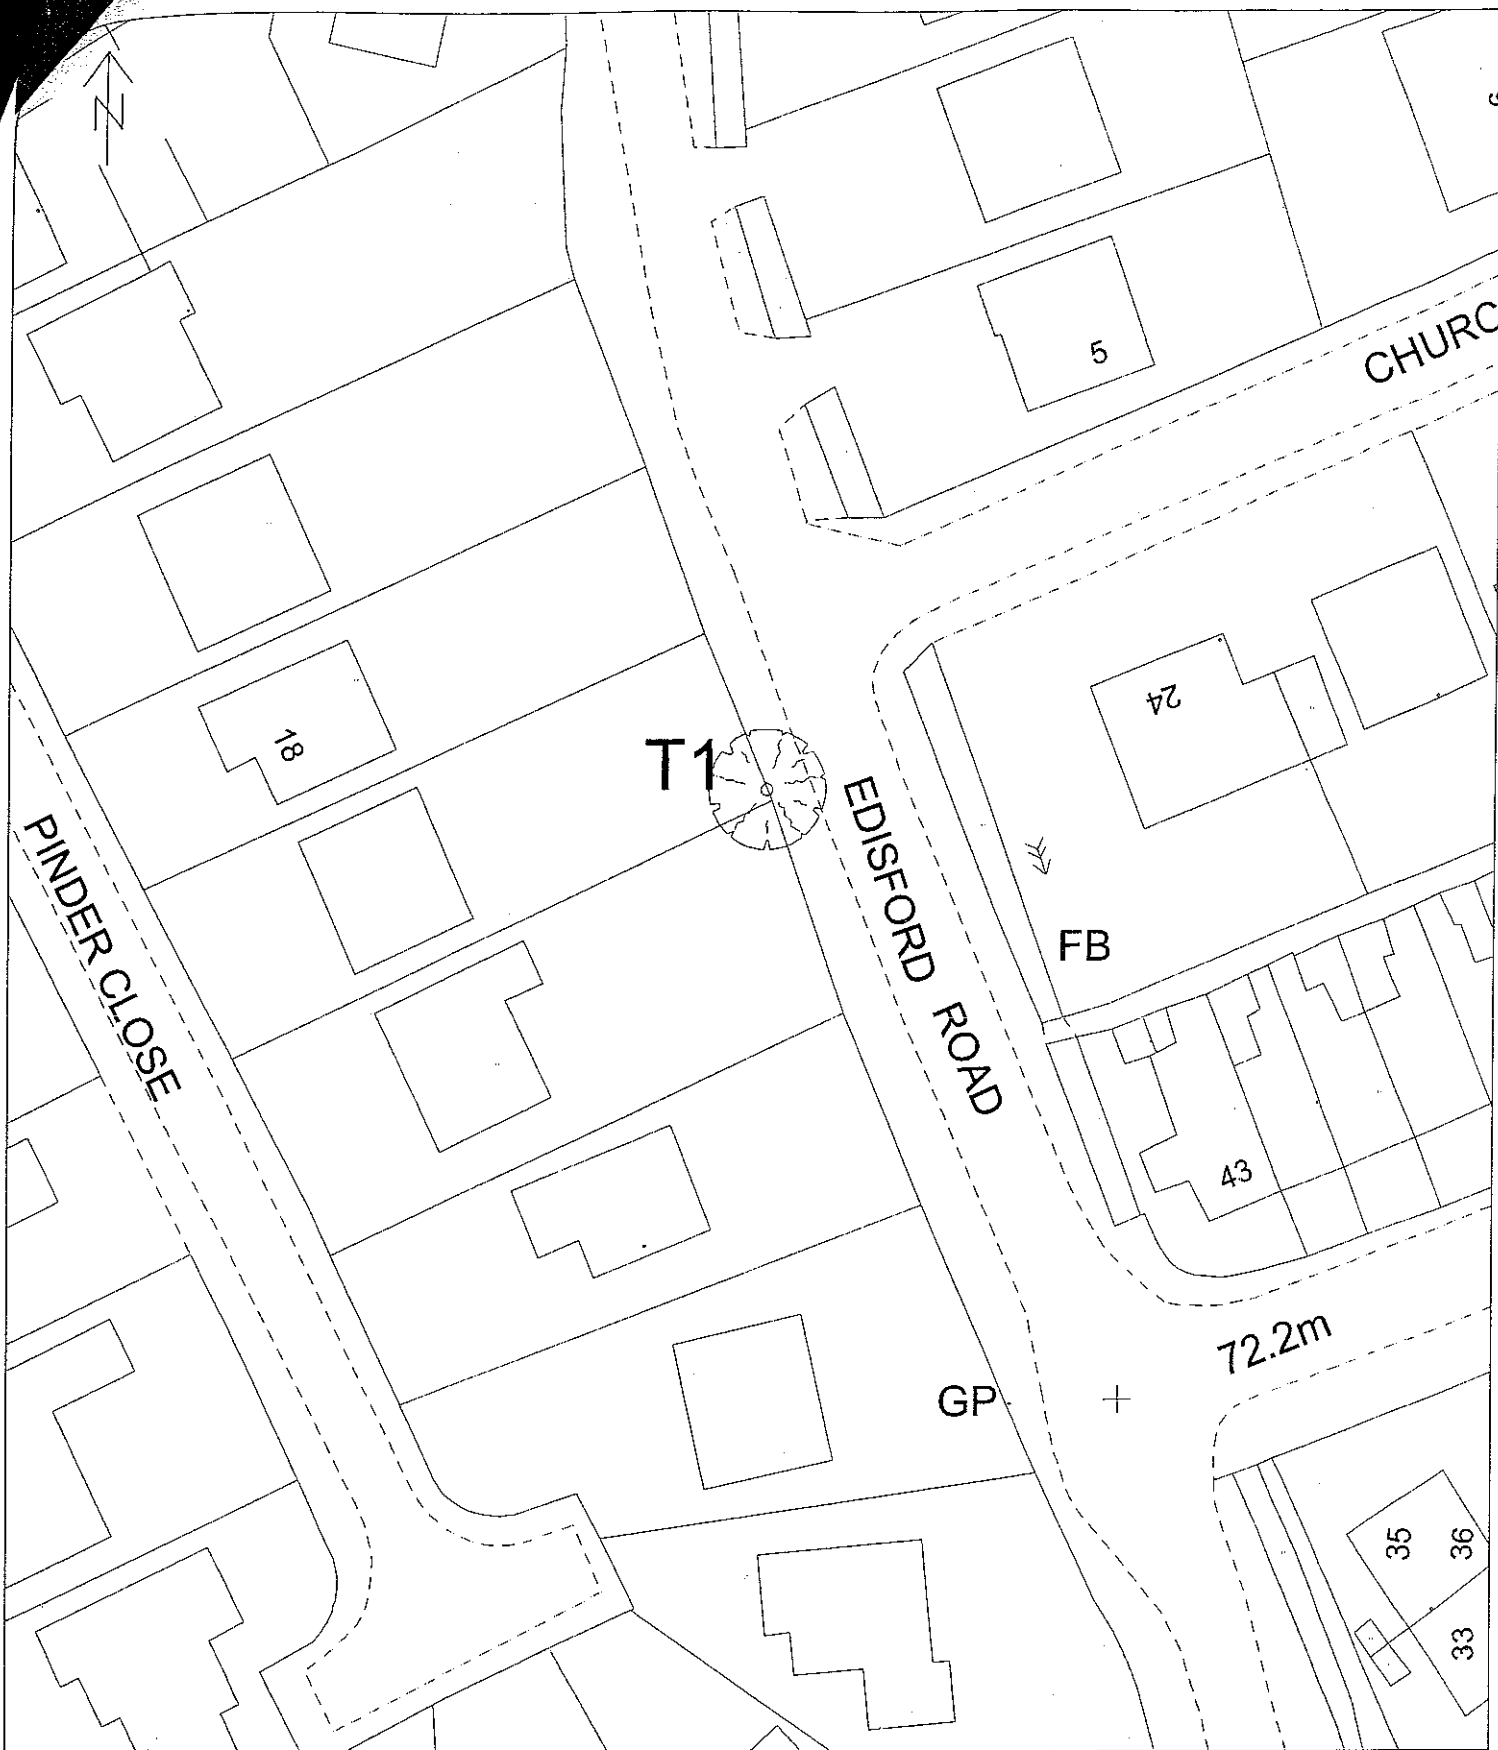 N
5
CHURC
24
18
T1
PINDER CLOSE
EDISFORD ROAD
FB
43
72.2m
GP
35
36
33